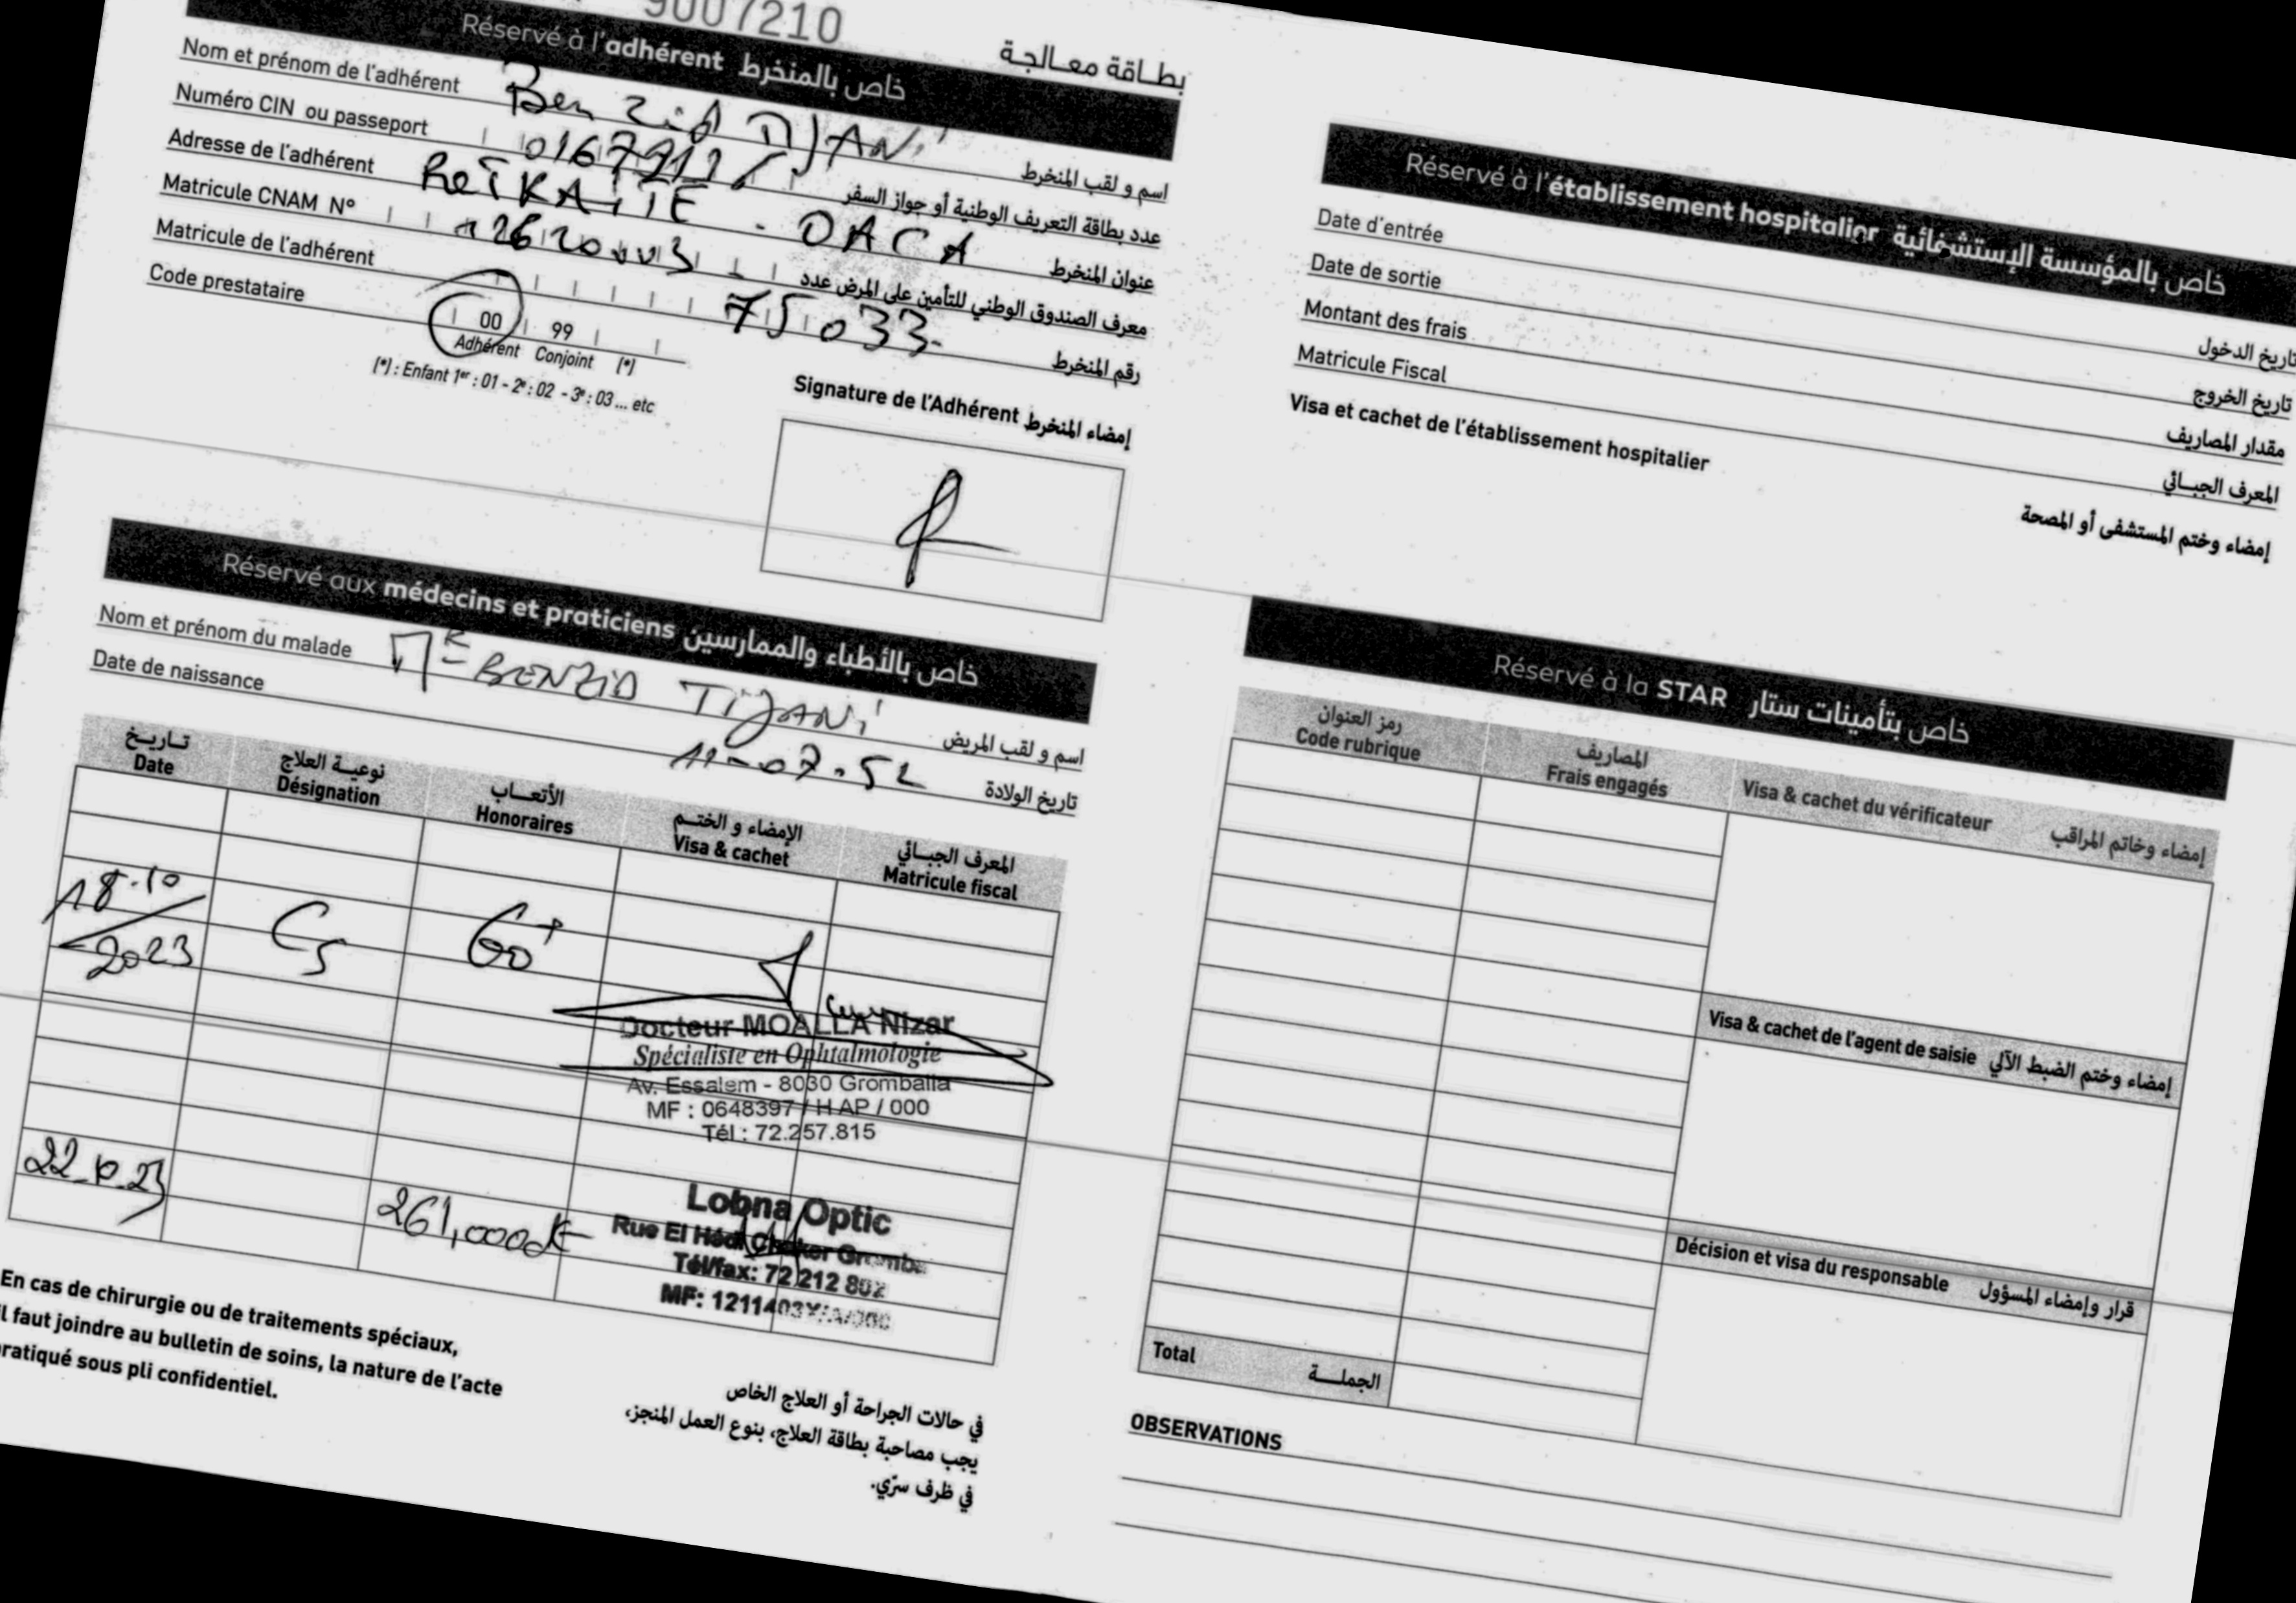 9007210
بطاقة معالجة
Réservé à l'adhérent خاص بالمنخرط
Nom et prénom de l'adhérent Ben Zid TIJANI اسم و لقب المنخرط
Numéro CIN ou passeport عدد بطاقة التعريف الوطنية أو جواز السفر
Adresse de l'adhérent ReTRAITE - OACA عنوان المنخرط
Matricule CNAM N° معرف الصندوق الوطني للتأمين على المرض عدد
Matricule de l'adhérent 75033 رقم المنخرط
Code prestataire 00 99
Adhérent Conjoint (*)
(*) : Enfant 1er : 01 - 2e : 02 - 3e : 03 ... etc
Signature de l'Adhérent إمضاء المنخرط
Réservé aux médecins et praticiens خاص بالأطباء والممارسين
Nom et prénom du malade Mr BENZID TIJANI اسم و لقب المريض
Date de naissance 11-07-52 تاريخ الولادة
تاريخ نوعية العلاج الأتعاب الإمضاء و الختم المعرف الجبائي
Date Désignation Honoraires Visa & cachet Matricule fiscal
18.10
2023 CS 60
Docteur MOALLA Nizar
Spécialiste en Ophtalmologie
Av. Essalem - 8030 Grombalia
MF : 0648397 / H AP / 000
Tél : 72.257.815
22-10-23 261,000
Lobna Optic
Rue El Hédi Chaker Gromba
Tél/fax: 72 212 802
MF: 1211403
En cas de chirurgie ou de traitements spéciaux,
il faut joindre au bulletin de soins, la nature de l'acte
pratiqué sous pli confidentiel.
في حالات الجراحة أو العلاج الخاص
يجب مصاحبة بطاقة العلاج، بنوع العمل المنجز،
في ظرف سرّي.
Réservé à l'établissement hospitalier خاص بالمؤسسة الإستشفائية
Date d'entrée تاريخ الدخول
Date de sortie تاريخ الخروج
Montant des frais مقدار المصاريف
Matricule Fiscal المعرف الجبائي
Visa et cachet de l'établissement hospitalier إمضاء وختم المستشفى أو المصحة
Réservé à la STAR خاص بتأمينات ستار
رمز العنوان المصاريف
Code rubrique Frais engagés Visa & cachet du vérificateur إمضاء وخاتم المراقب
Visa & cachet de l'agent de saisie إمضاء وختم الضبط الآلي
Décision et visa du responsable قرار وإمضاء المسؤول
Total الجملة
OBSERVATIONS